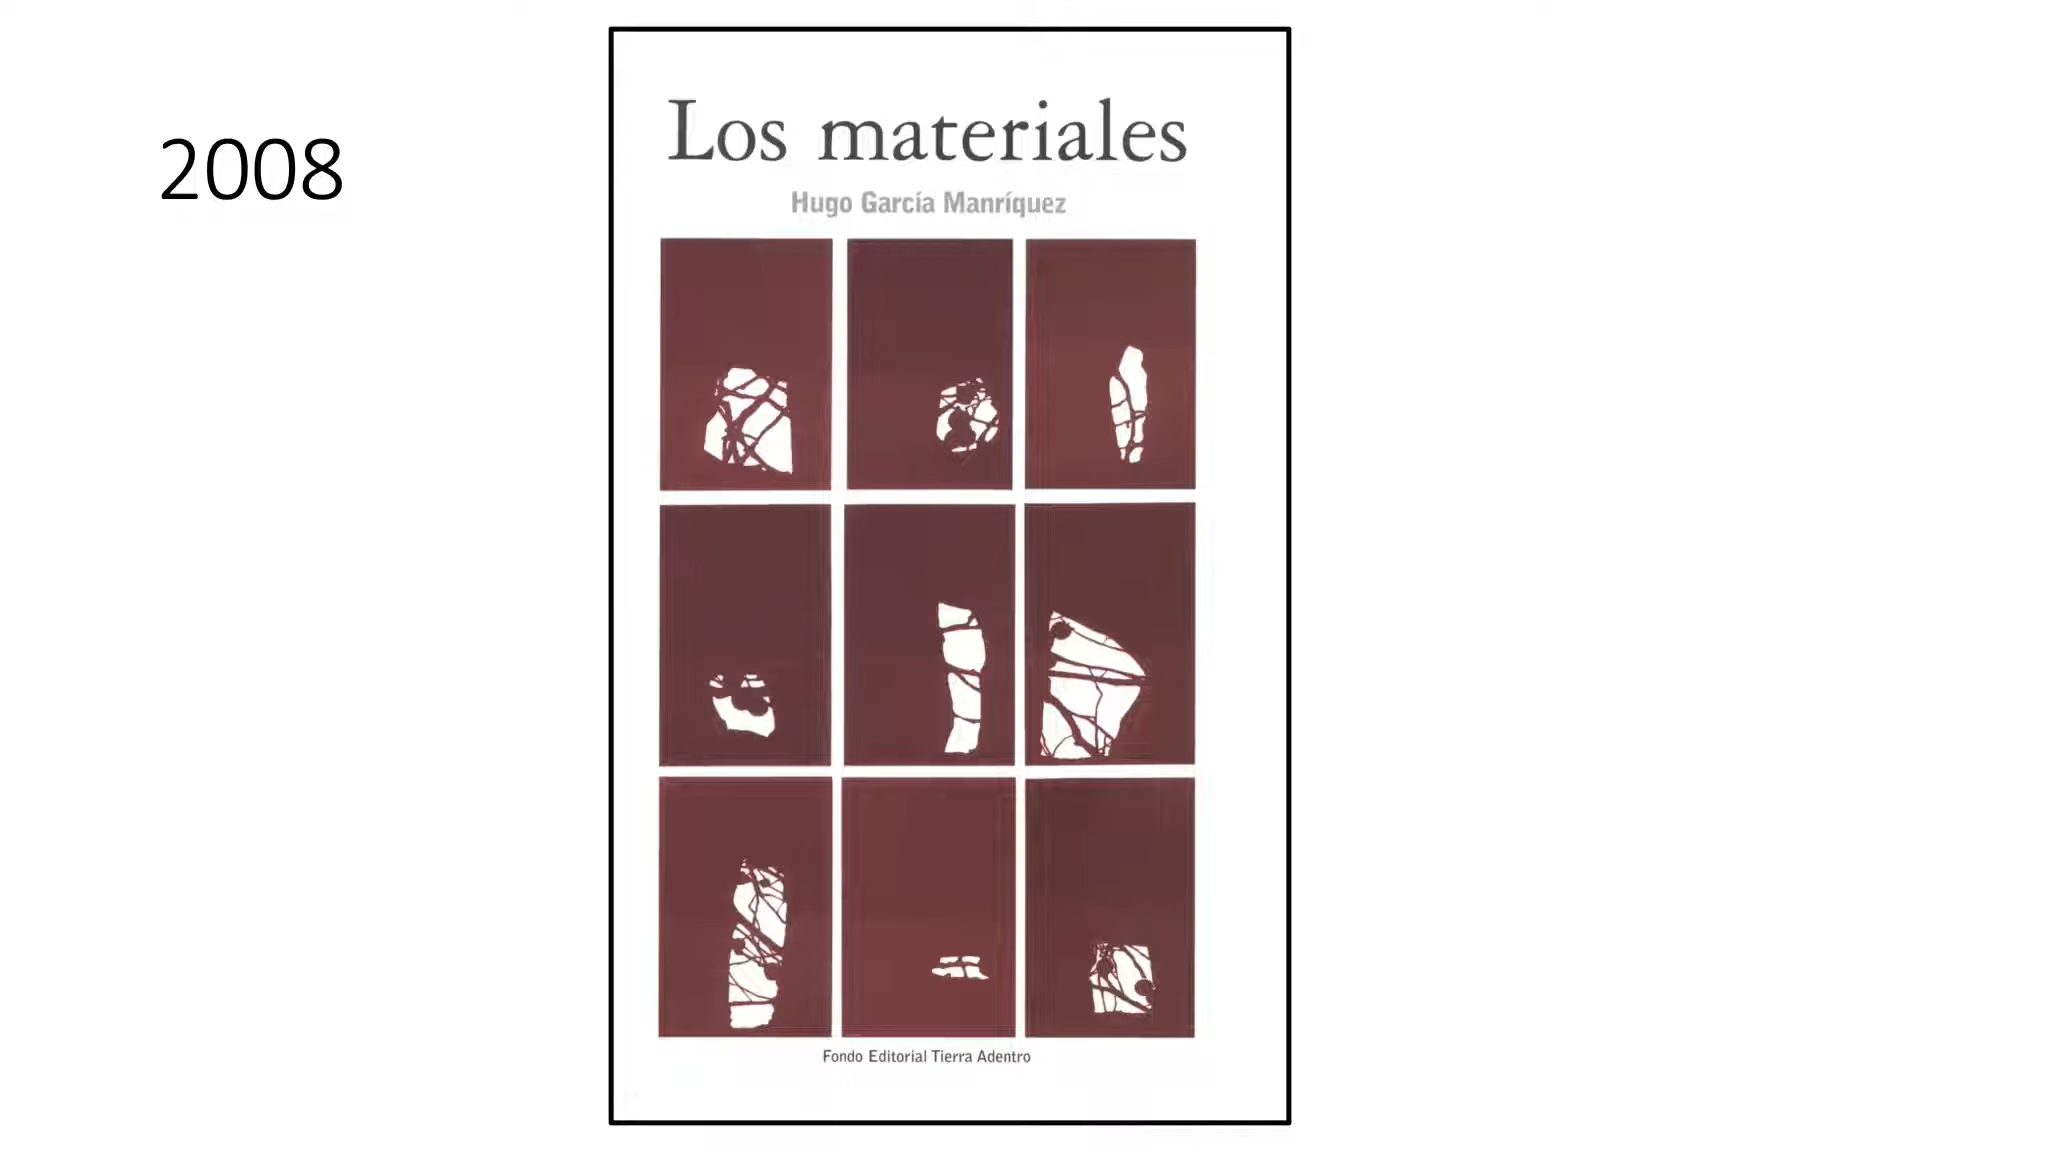 2008
Los materiales
Hugo García Manríquez
Fondo Editorial Tierra Adentro